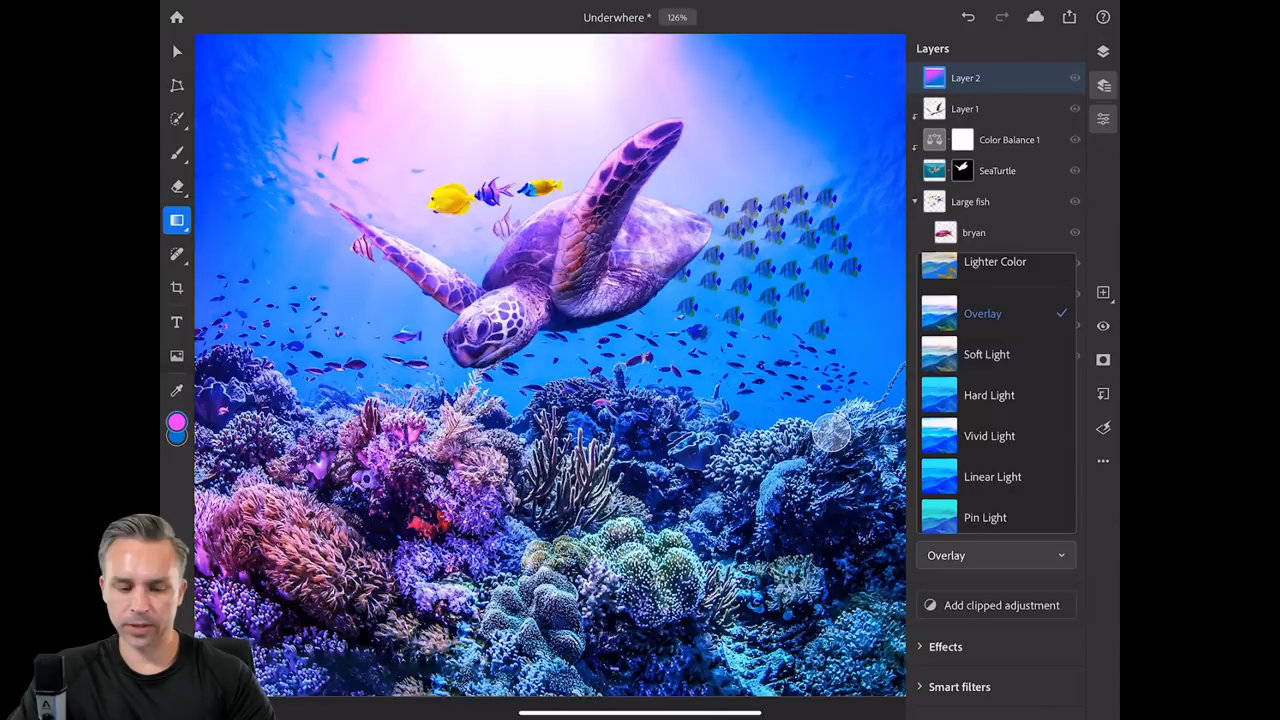 Underwhere *
126%
Layers
Layer 2
Layer 1
Color Balance 1
SeaTurtle
Large fish
bryan
Lighter Color
Overlay
Soft Light
Hard Light
Vivid Light
Linear Light
Pin Light
Overlay
Add clipped adjustment
Effects
Smart filters